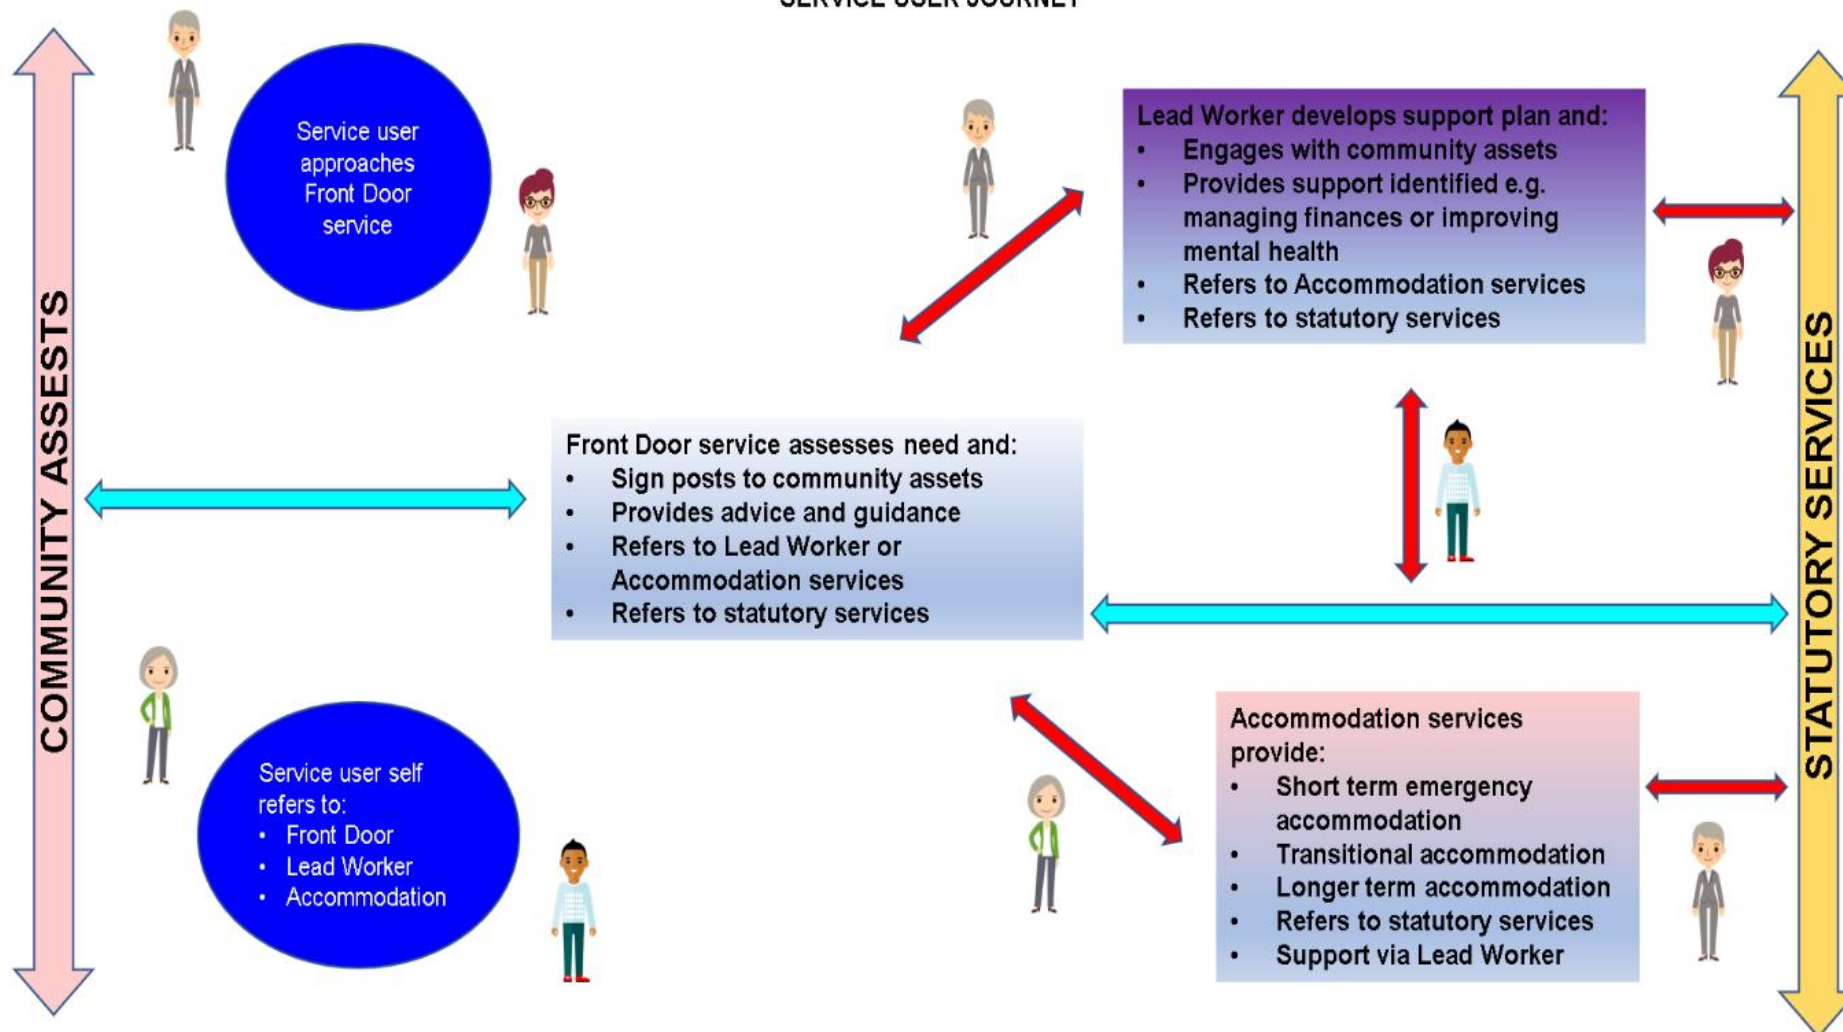 SERVICE USER JOURNEY
COMMUNITY ASSESTS
Service user
approaches
Front Door
service
Service user self
refers to:
• Front Door
• Lead Worker
• Accommodation
Front Door service assesses need and:
• Sign posts to community assets
• Provides advice and guidance
• Refers to Lead Worker or
Accommodation services
• Refers to statutory services
Lead Worker develops support plan and:
• Engages with community assets
• Provides support identified e.g.
managing finances or improving
mental health
• Refers to Accommodation services
• Refers to statutory services
Accommodation services
provide:
• Short term emergency
accommodation
• Transitional accommodation
• Longer term accommodation
• Refers to statutory services
• Support via Lead Worker
STATUTORY SERVICES